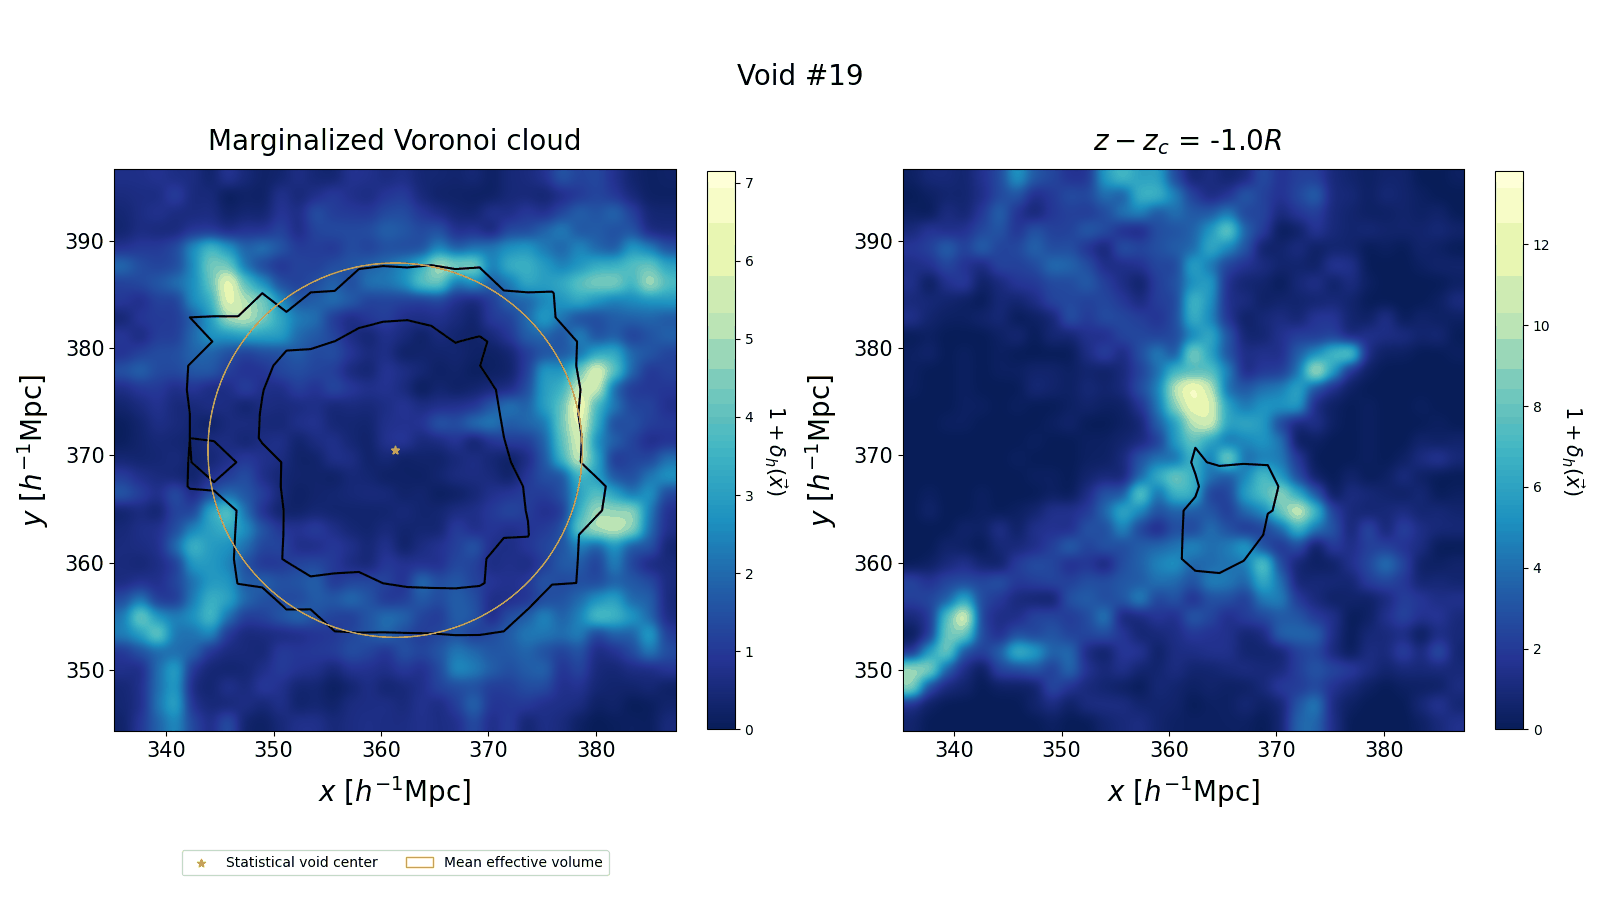 Void #19
Marginalized Voronoi cloud
z − z_c = -1.0R
390
380
370
360
350
y [h⁻¹Mpc]
340 350 360 370 380
x [h⁻¹Mpc]
7
6
5
4
3
2
1
0
1 + δ_h(x⃗)
390
380
370
360
350
y [h⁻¹Mpc]
340 350 360 370 380
x [h⁻¹Mpc]
12
10
8
6
4
2
0
1 + δ_h(x⃗)
Statistical void center Mean effective volume